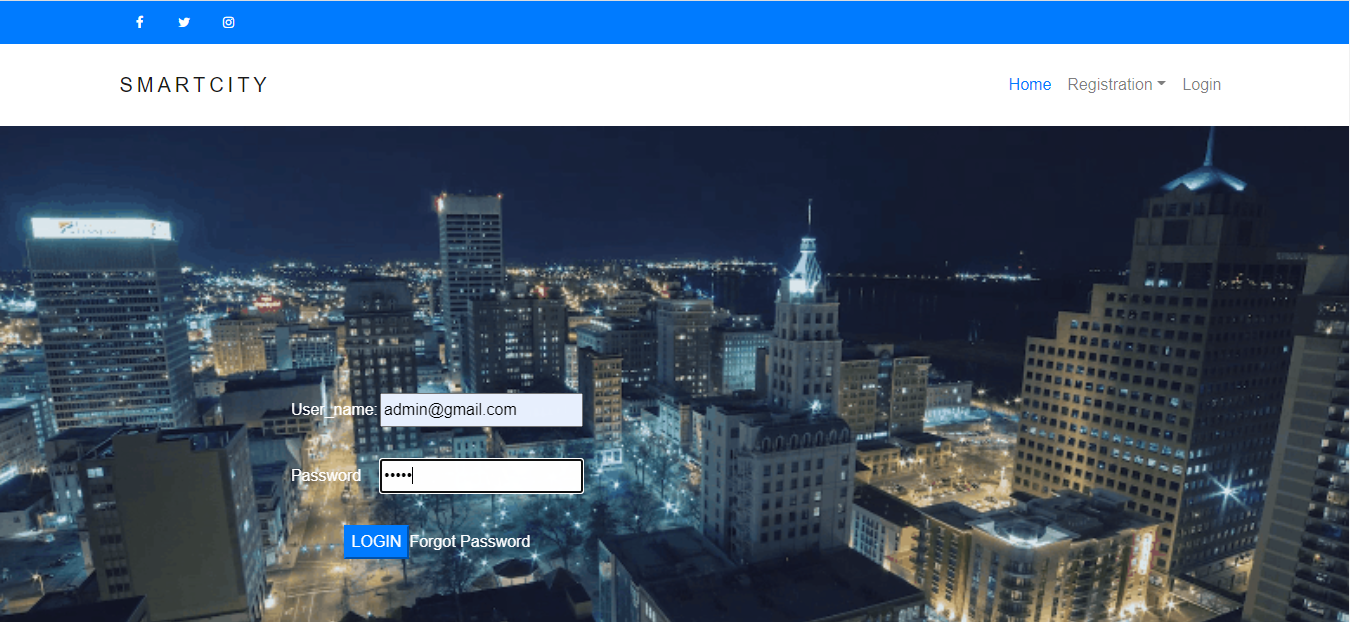 SMARTCITY
Home Registration Login
User_name: admin@gmail.com
Password •••••
LOGIN Forgot Password